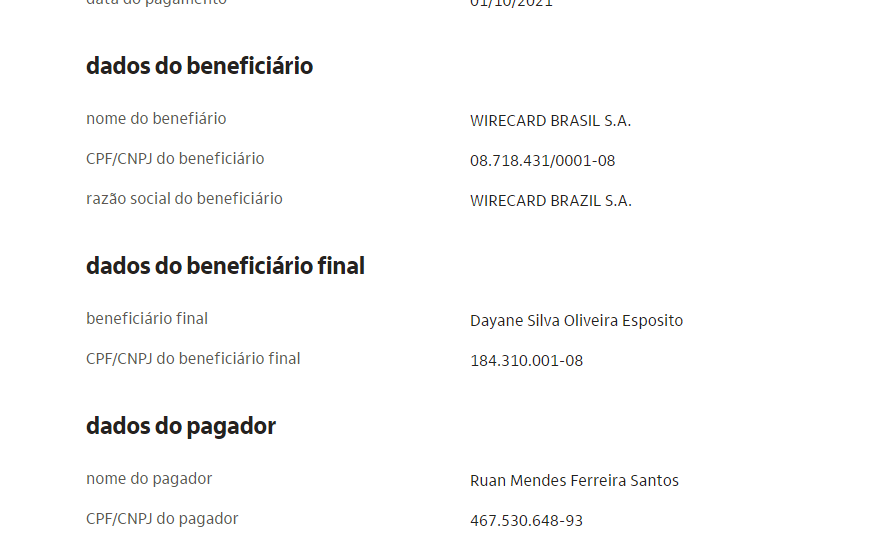 data do pagamento 01/10/2021
dados do beneficiário
nome do benefiário WIRECARD BRASIL S.A.
CPF/CNPJ do beneficiário 08.718.431/0001-08
razão social do beneficiário WIRECARD BRAZIL S.A.
dados do beneficiário final
beneficiário final Dayane Silva Oliveira Esposito
CPF/CNPJ do beneficiário final 184.310.001-08
dados do pagador
nome do pagador Ruan Mendes Ferreira Santos
CPF/CNPJ do pagador 467.530.648-93